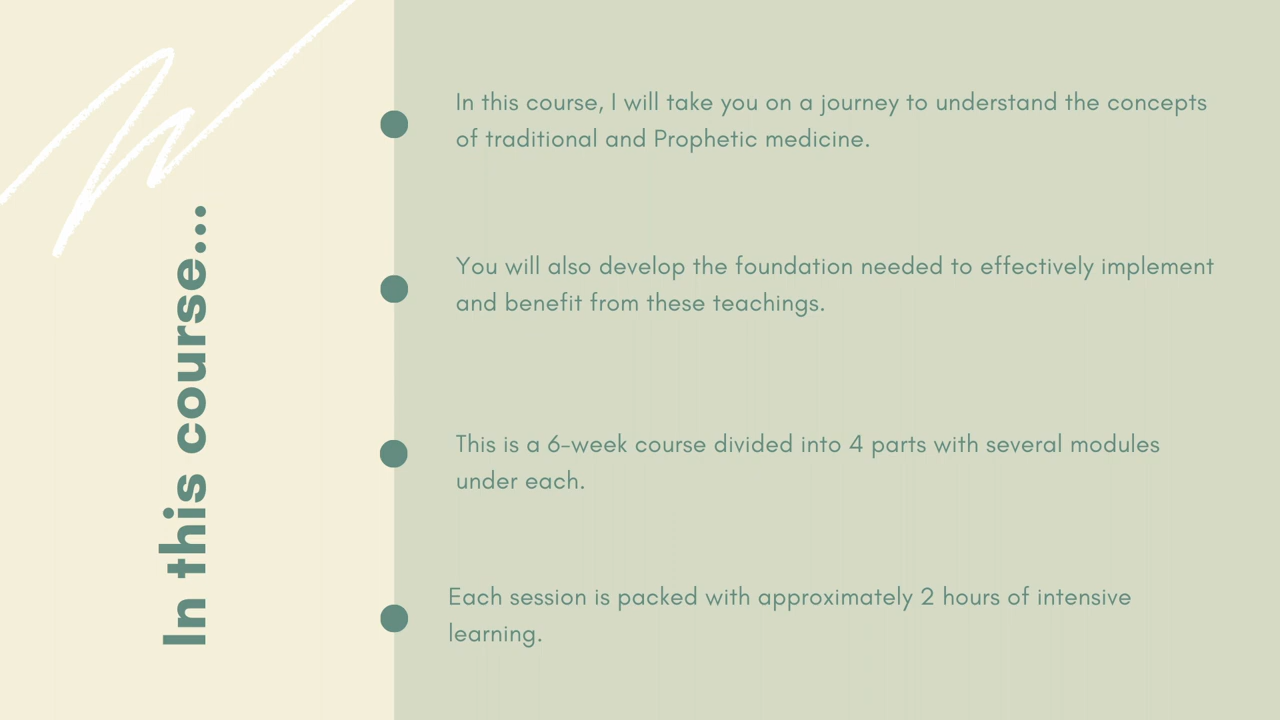 In this course...
In this course, I will take you on a journey to understand the concepts
of traditional and Prophetic medicine.
You will also develop the foundation needed to effectively implement
and benefit from these teachings.
This is a 6-week course divided into 4 parts with several modules
under each.
Each session is packed with approximately 2 hours of intensive
learning.